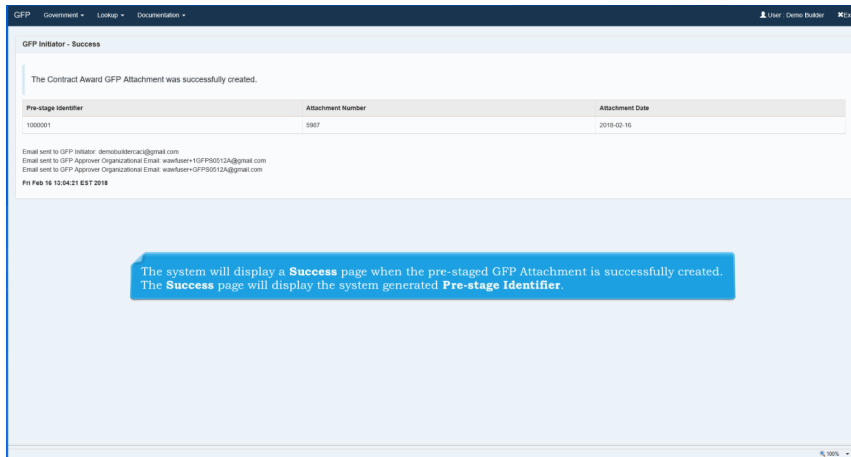 GFP Government Lookup Documentation User : Demo Builder
GFP Initiator - Success
The Contract Award GFP Attachment was successfully created.
Pre-stage Identifier Attachment Number Attachment Date
1000001 5967 2018-02-16
Email sent to GFP Initiator: demobuildercaci@gmail.com
Email sent to GFP Approver Organizational Email: wawfuser+1GFPS0512A@gmail.com
Email sent to GFP Approver Organizational Email: wawfuser+GFPS0512A@gmail.com
Fri Feb 16 13:04:21 EST 2018
The system will display a Success page when the pre-staged GFP Attachment is successfully created.
The Success page will display the system generated Pre-stage Identifier.
100%